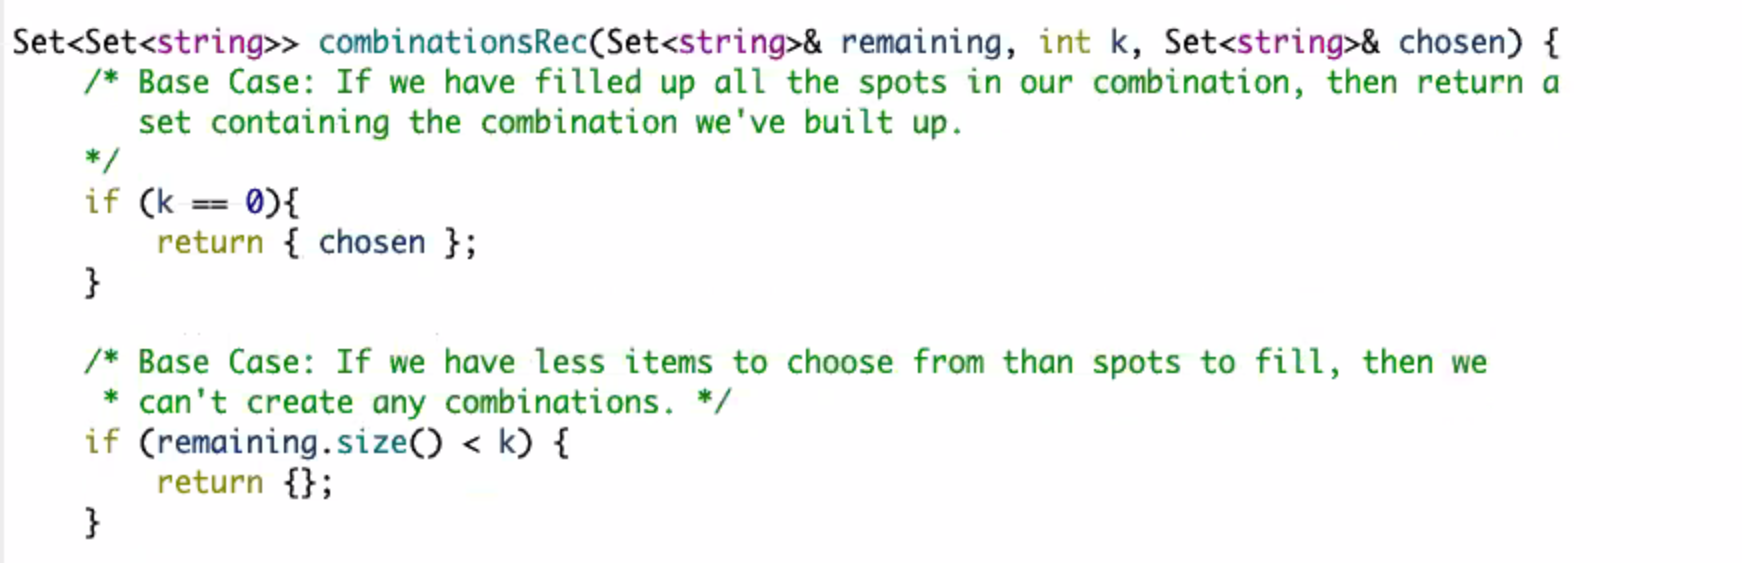 Set<Set<string>> combinationsRec(Set<string>& remaining, int k, Set<string>& chosen) {
/* Base Case: If we have filled up all the spots in our combination, then return a
set containing the combination we've built up.
*/
if (k == 0){
return { chosen };
}
/* Base Case: If we have less items to choose from than spots to fill, then we
* can't create any combinations. */
if (remaining.size() < k) {
return {};
}